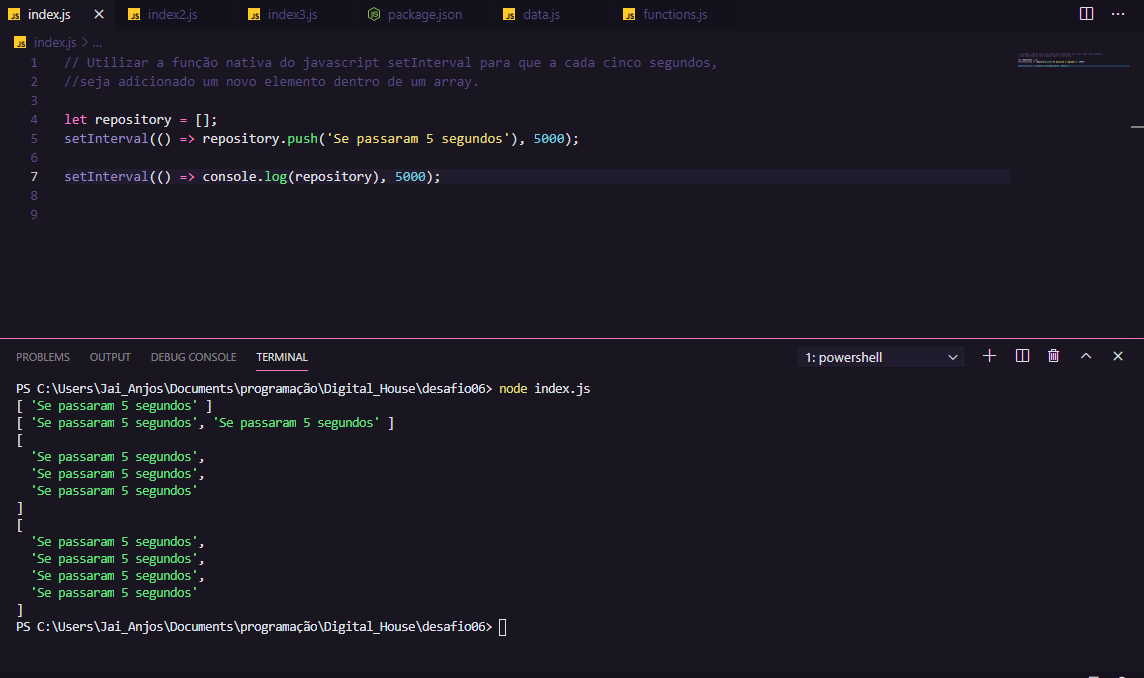 index.js index2.js index3.js package.json data.js functions.js
index.js > ...
1 // Utilizar a função nativa do javascript setInterval para que a cada cinco segundos,
2 //seja adicionado um novo elemento dentro de um array.
3
4 let repository = [];
5 setInterval(() => repository.push('Se passaram 5 segundos'), 5000);
6
7 setInterval(() => console.log(repository), 5000);
8
9
PROBLEMS OUTPUT DEBUG CONSOLE TERMINAL 1: powershell
PS C:\Users\Jai_Anjos\Documents\programação\Digital_House\desafio06> node index.js
[ 'Se passaram 5 segundos' ]
[ 'Se passaram 5 segundos', 'Se passaram 5 segundos' ]
[
'Se passaram 5 segundos',
'Se passaram 5 segundos',
'Se passaram 5 segundos'
]
[
'Se passaram 5 segundos',
'Se passaram 5 segundos',
'Se passaram 5 segundos',
'Se passaram 5 segundos'
]
PS C:\Users\Jai_Anjos\Documents\programação\Digital_House\desafio06>